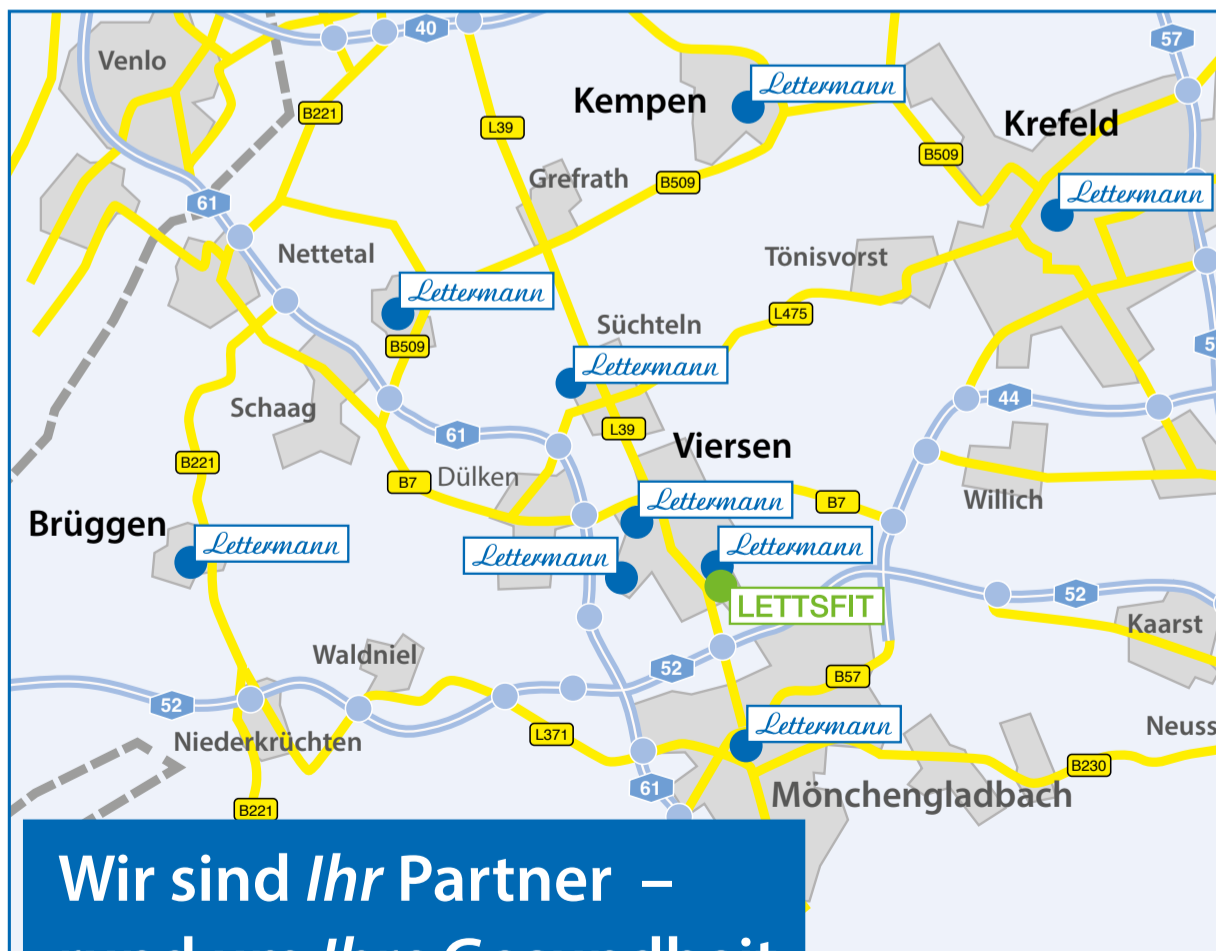 40
57
Venlo
Lettermann
Kempen
B221
L39
Krefeld
B509
Grefrath
B509
Lettermann
61
Nettetal
Tönisvorst
Lettermann
L475
Süchteln
B509
Lettermann
44
Schaag
L39
61
Viersen
B221
Dülken
B7
Lettermann
B7
Willich
Brüggen
Lettermann
Lettermann
Lettermann
52
LETTSFIT
Kaarst
Waldniel
52
B57
52
Lettermann
Neuss
Niederkrüchten
L371
B230
61
Mönchengladbach
B221
Wir sind Ihr Partner –